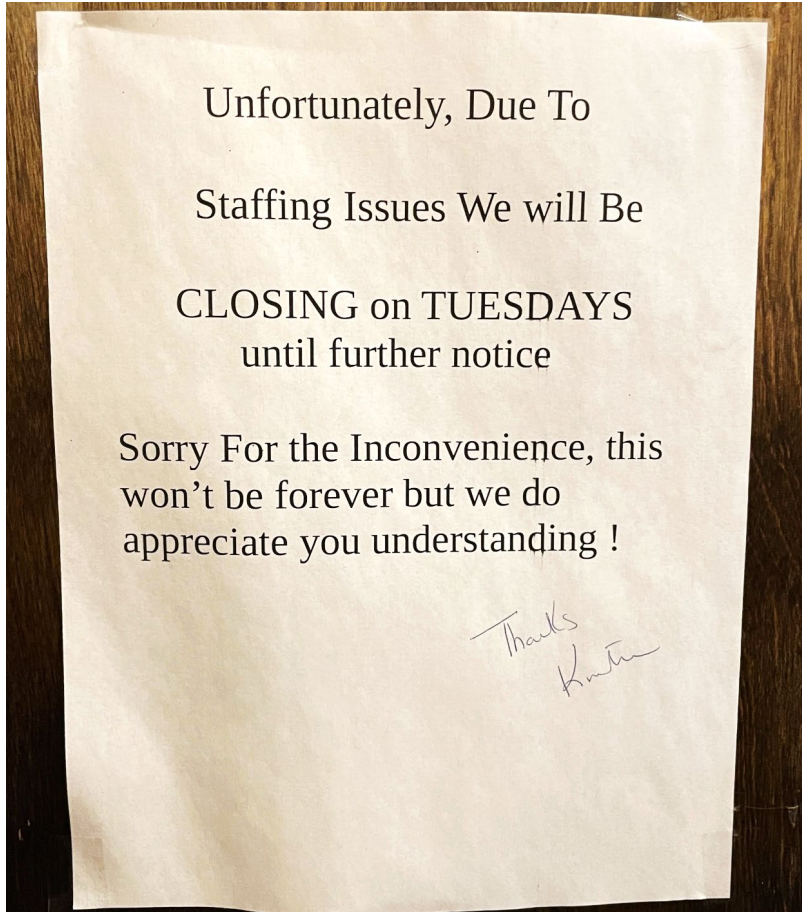 Unfortunately, Due To
Staffing Issues We will Be
CLOSING on TUESDAYS
until further notice
Sorry For the Inconvenience, this
won’t be forever but we do
appreciate you understanding !
Thanks